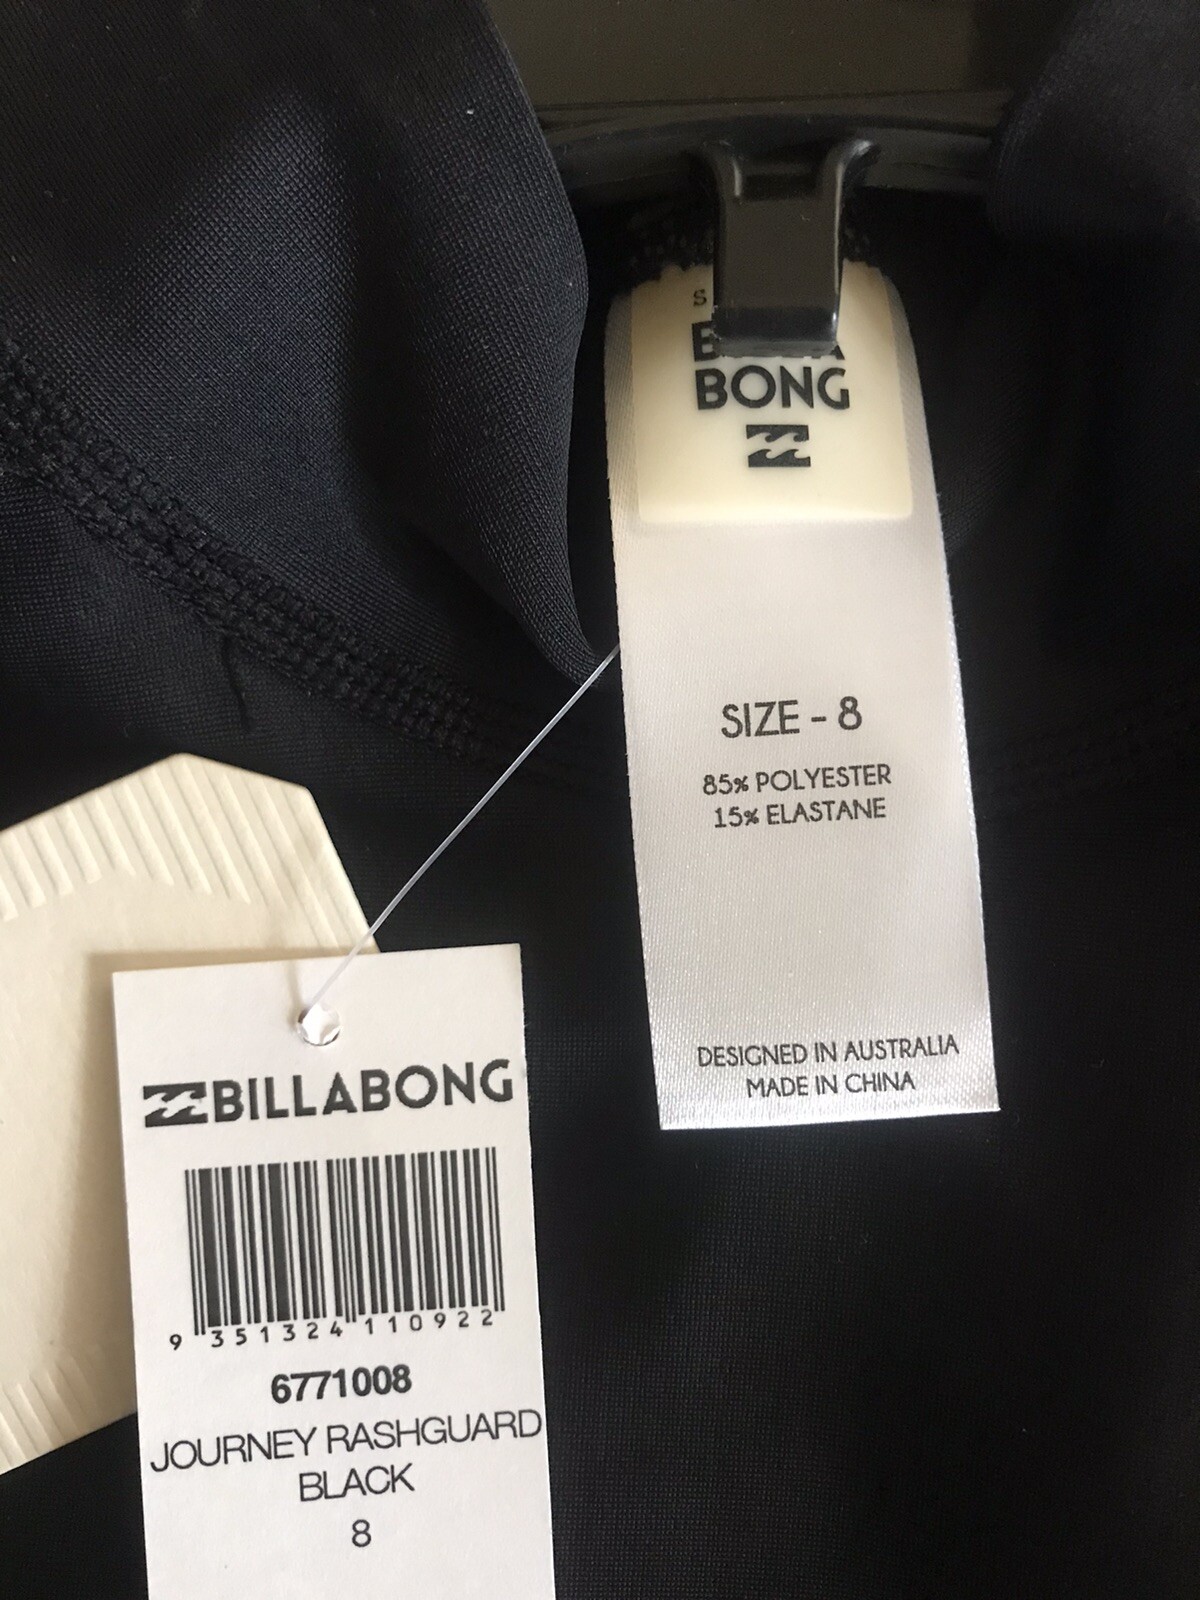 S
BONG
SIZE - 8
85% POLYESTER
15% ELASTANE
DESIGNED IN AUSTRALIA
MADE IN CHINA
BILLABONG
9 351324 110922
6771008
JOURNEY RASHGUARD
BLACK
8